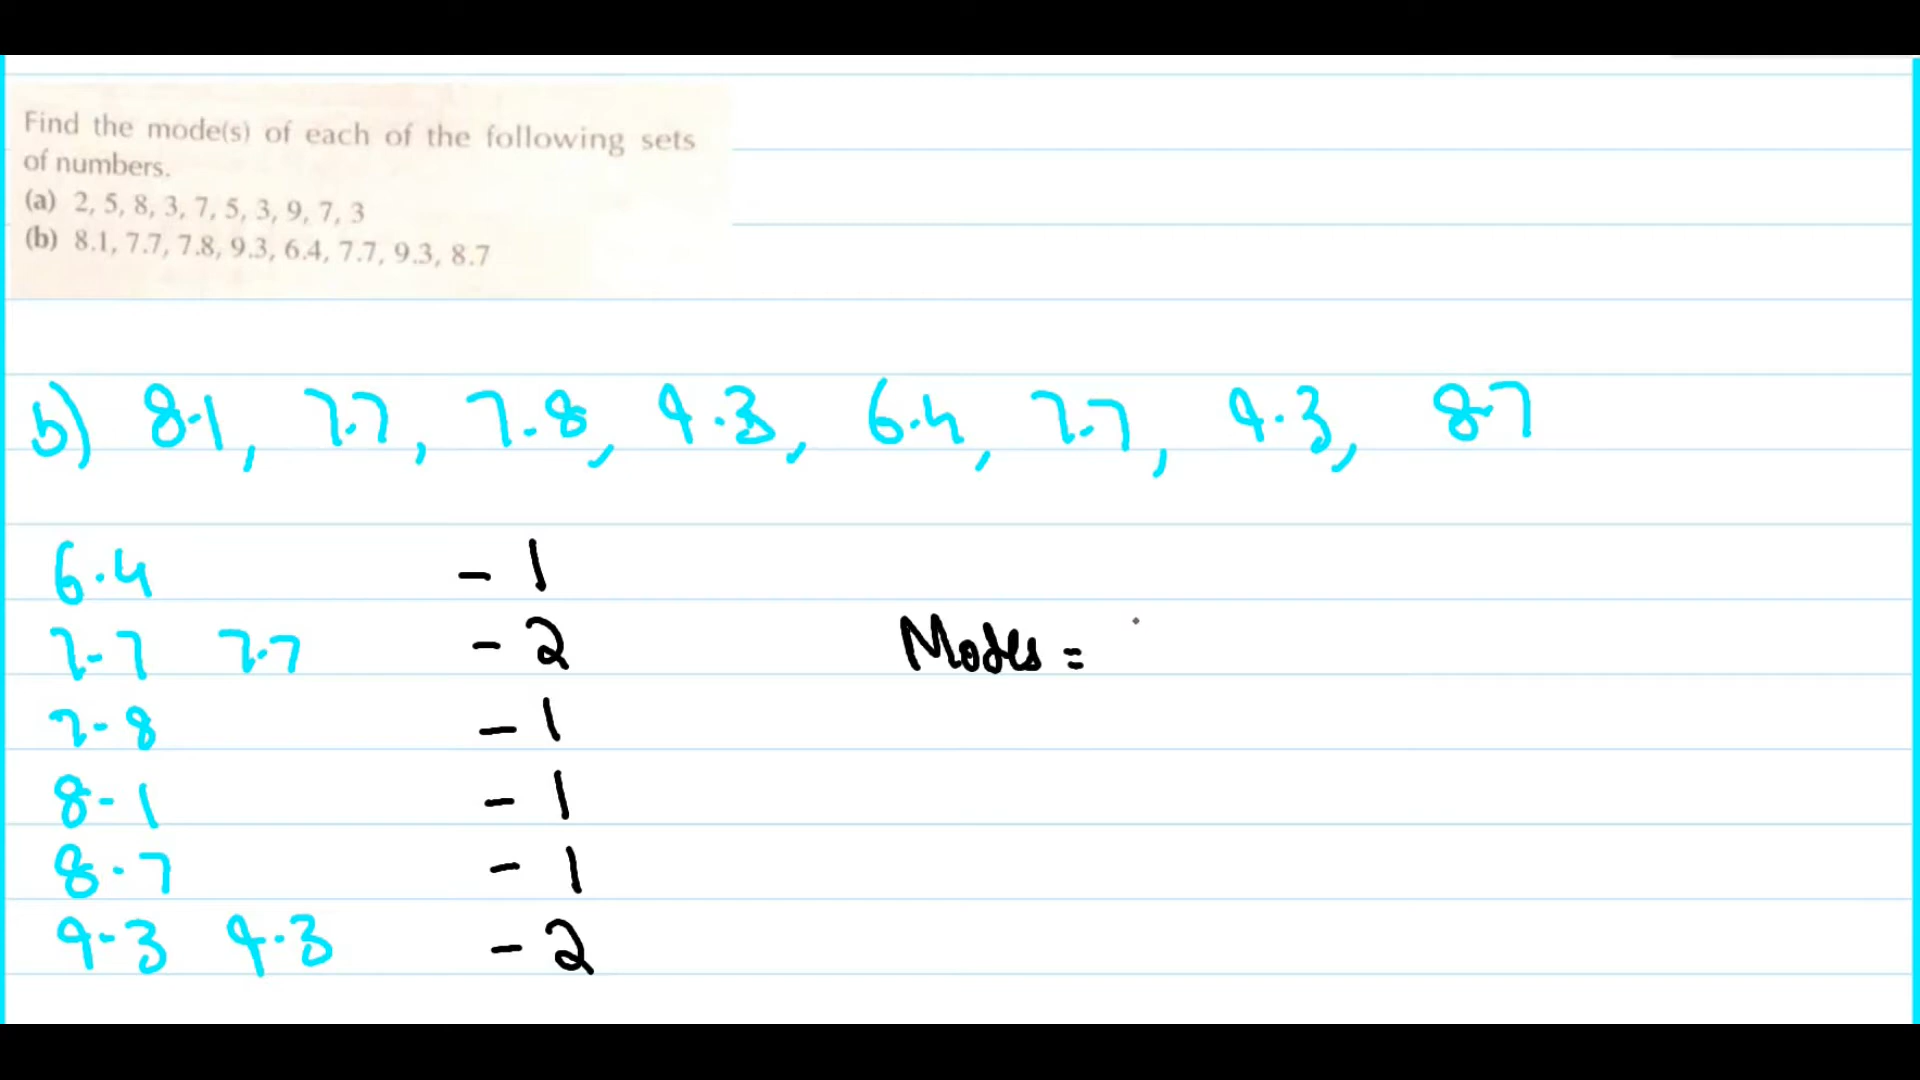 Find the mode(s) of each of the following sets
of numbers.
(a) 2, 5, 8, 3, 7, 5, 3, 9, 7, 3
(b) 8.1, 7.7, 7.8, 9.3, 6.4, 7.7, 9.3, 8.7
b) 8.1, 7.7, 7.8, 9.3, 6.4, 7.7, 9.3, 8.7
6.4 - 1
7.7 7.7 - 2
Modes =
7.8 - 1
8.1 - 1
8.7 - 1
9.3 9.3 - 2